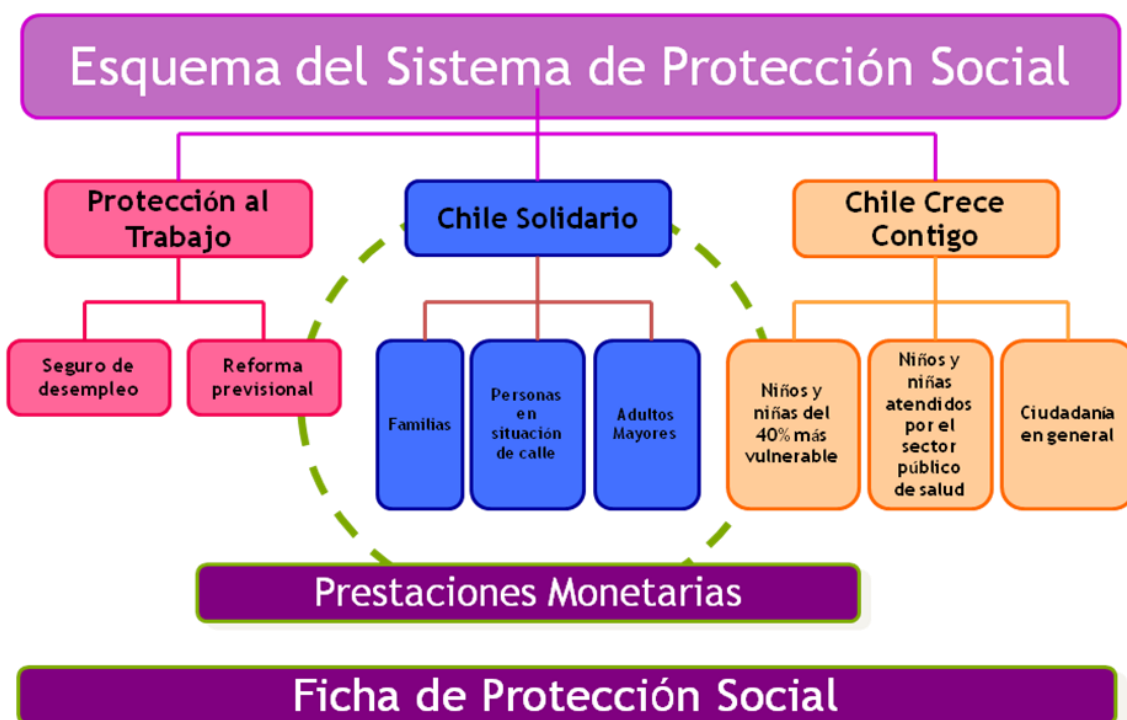 Esquema del Sistema de Protección Social
Protección al
Trabajo
Chile Solidario
Chile Crece
Contigo
Seguro de
desempleo
Reforma
previsional
Familias
Personas
en
situación
de calle
Adultos
Mayores
Niños y
niñas del
40% más
vulnerable
Niños y
niñas
atendidos
por el
sector
público
de salud
Ciudadanía
en general
Prestaciones Monetarias
Ficha de Protección Social